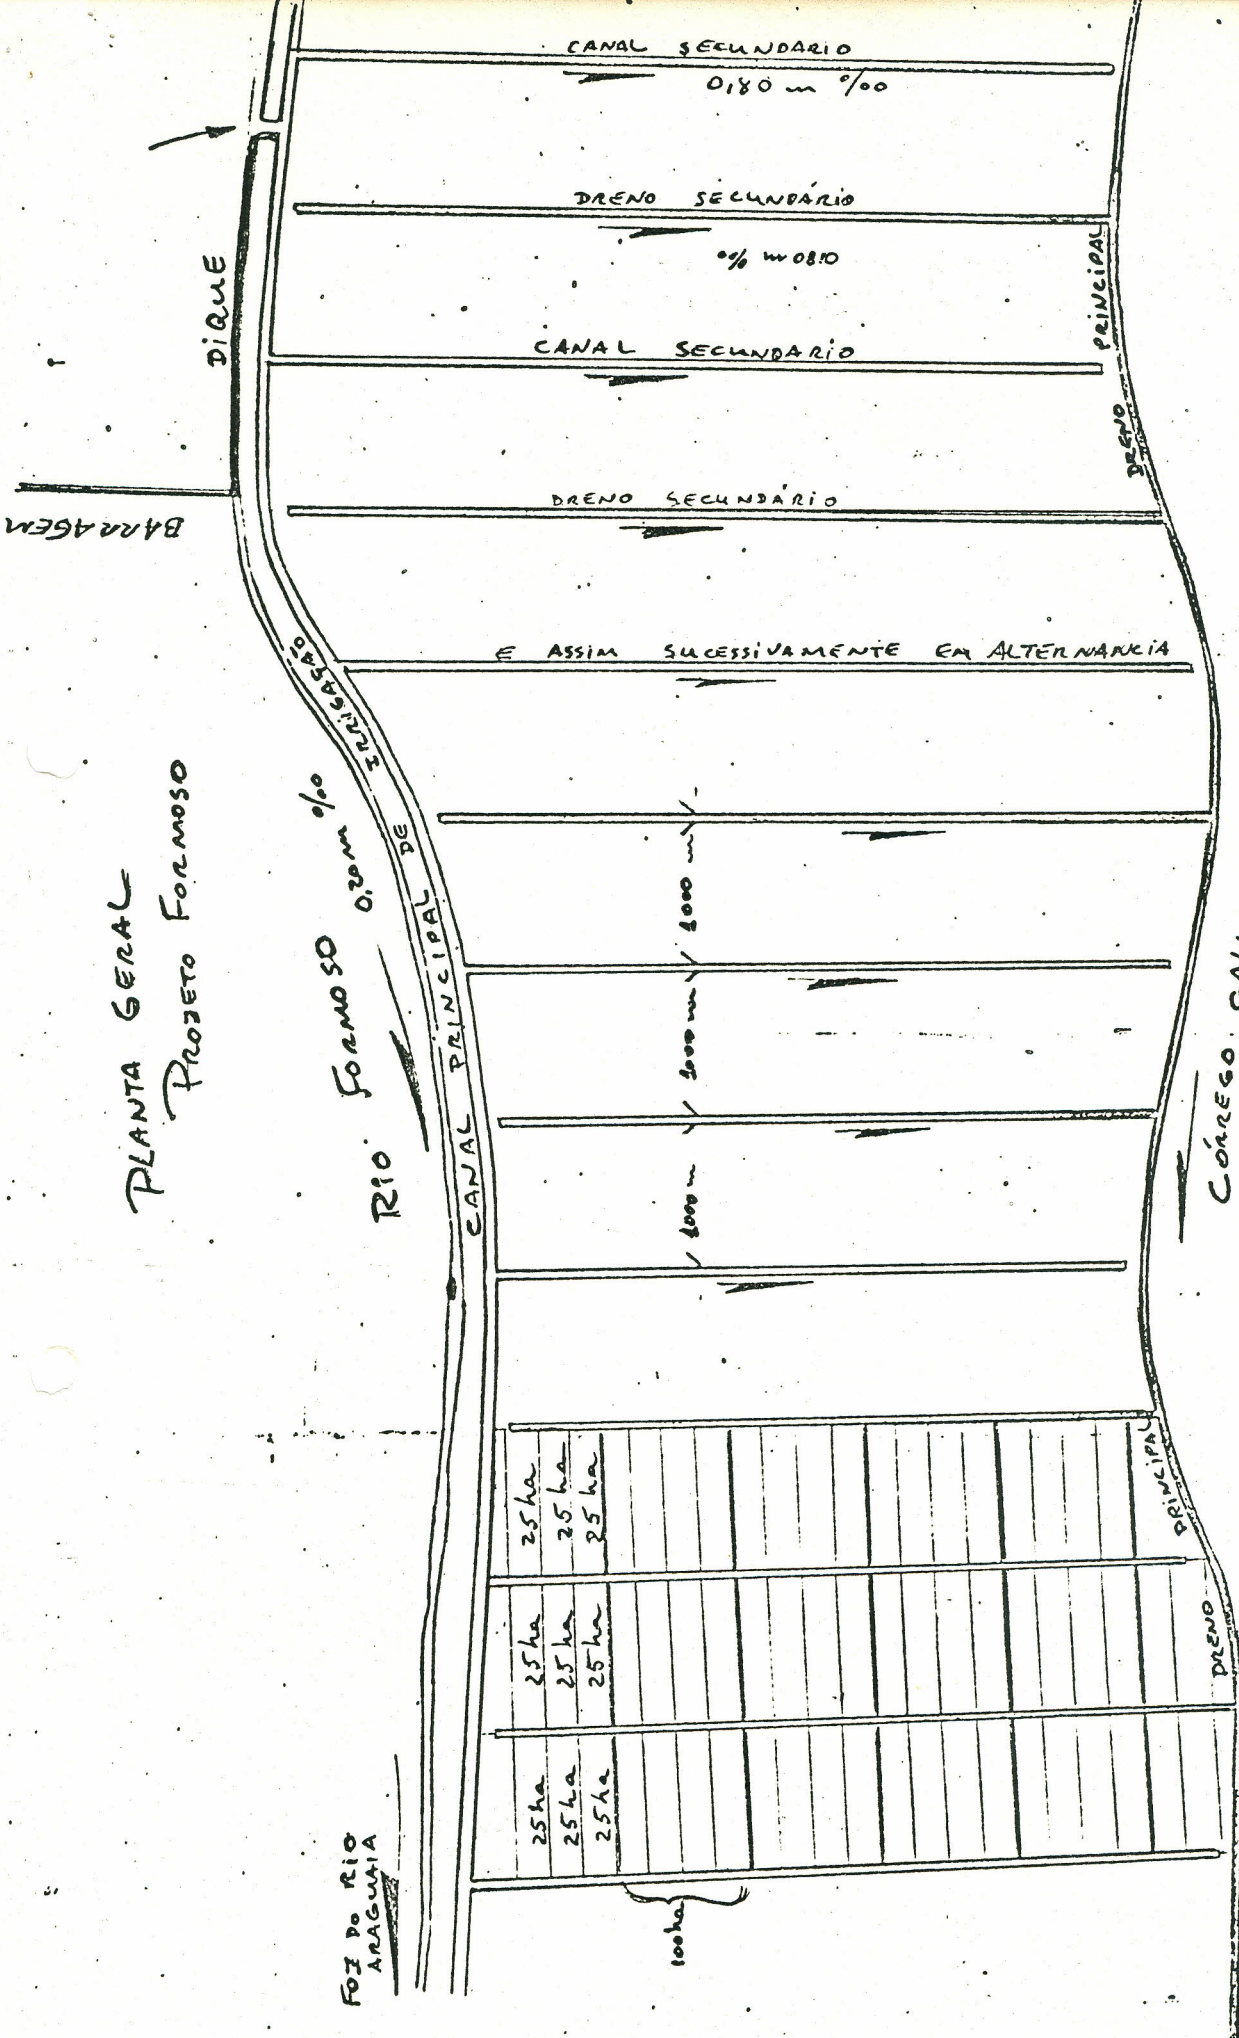 CANAL SECUNDARIO
0,80 m ‰
DRENO SECUNDÁRIO
0,80 m ‰
CANAL SECUNDARIO
DRENO SECUNDÁRIO
E ASSIM SUCESSIVAMENTE EM ALTERNANCIA
DIQUE
BARRAGEM
PLANTA GERAL
PROJETO FORMOSO
RIO FORMOSO
0,20 m ‰
CANAL PRINCIPAL DE IRRIGAÇÃO
1000 m
1000 m
1000 m
DRENO PRINCIPAL
CÓRREGO
DRENO PRINCIPAL
25 ha
25 ha
25 ha
25 ha
25 ha
25 ha
25 ha
25 ha
25 ha
100 ha
FOZ DO RIO
ARAGUAIA